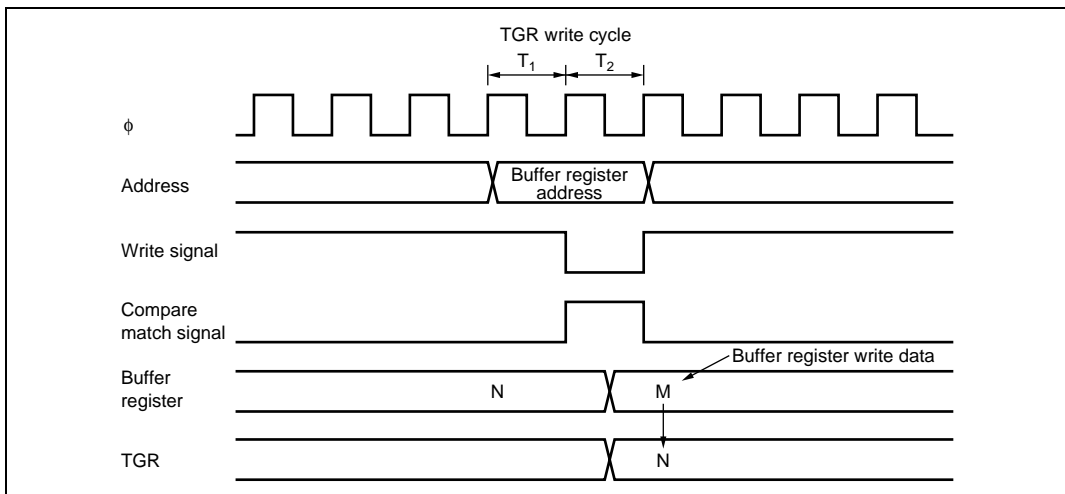 TGR write cycle
T1 T2
ϕ
Address
Buffer register
address
Write signal
Compare
match signal
Buffer register write data
Buffer
register
N M
TGR
N